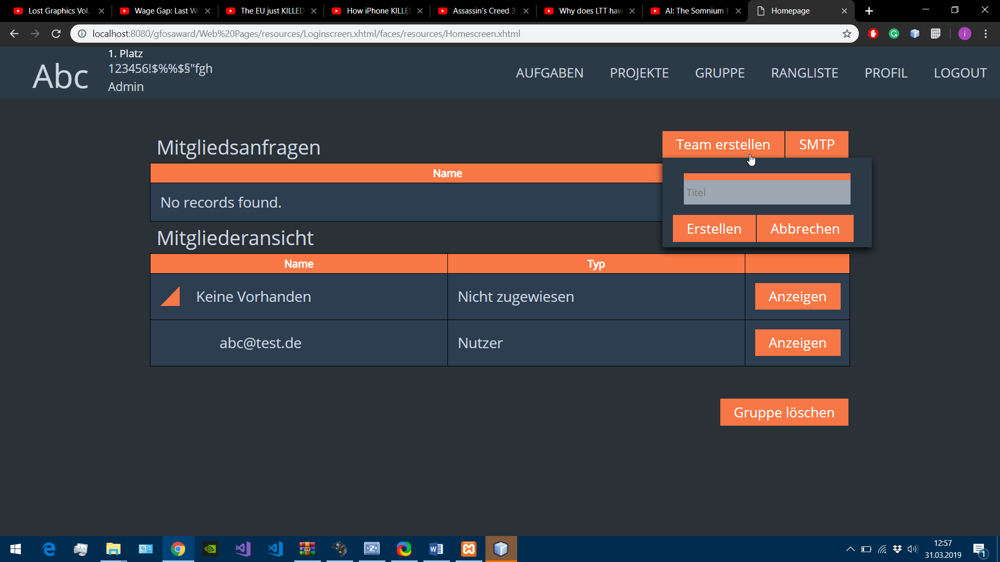 Lost Graphics Vol.
Wage Gap: Last W
The EU just KILLED
How iPhone KILLE
Assassin's Creed 3
Why does LTT hav
AI: The Somnium F
Homepage
localhost:8080/gfosaward/Web%20Pages/resources/Loginscreen.xhtml/faces/resources/Homescreen.xhtml
i
Abc
1. Platz
123456!$%%$§"fgh
Admin
AUFGABEN PROJEKTE GRUPPE RANGLISTE PROFIL LOGOUT
Mitgliedsanfragen
Team erstellen SMTP
Name
No records found.
Titel
Erstellen Abbrechen
Mitgliederansicht
Name Typ
Keine Vorhanden Nicht zugewiesen Anzeigen
abc@test.de Nutzer Anzeigen
Gruppe löschen
12:57
31.03.2019
1